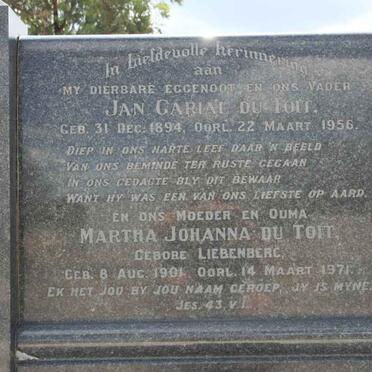 In Liefdevolle Herinnering
aan
MY DIERBARE EGGENOOT EN ONS VADER
JAN GABIAL DU TOIT.
GEB. 31 DEC. 1894. OORL. 22 MAART 1956.
DIEP IN ONS HARTE LEEF DAAR 'N BEELD
VAN ONS BEMINDE TER RUSTE GEGAAN
IN ONS GEDAGTE BLY DIT BEWAAR
WANT HY WAS EEN VAN ONS LIEFSTE OP AARD.
EN ONS MOEDER EN OUMA
MARTHA JOHANNA DU TOIT.
GEBORE LIEBENBERG.
GEB. 8 AUG. 1901. OORL. 14 MAART 1971.
EK HET JOU BY JOU NAAM GEROEP, JY IS MYNE.
JES. 43. V 1.